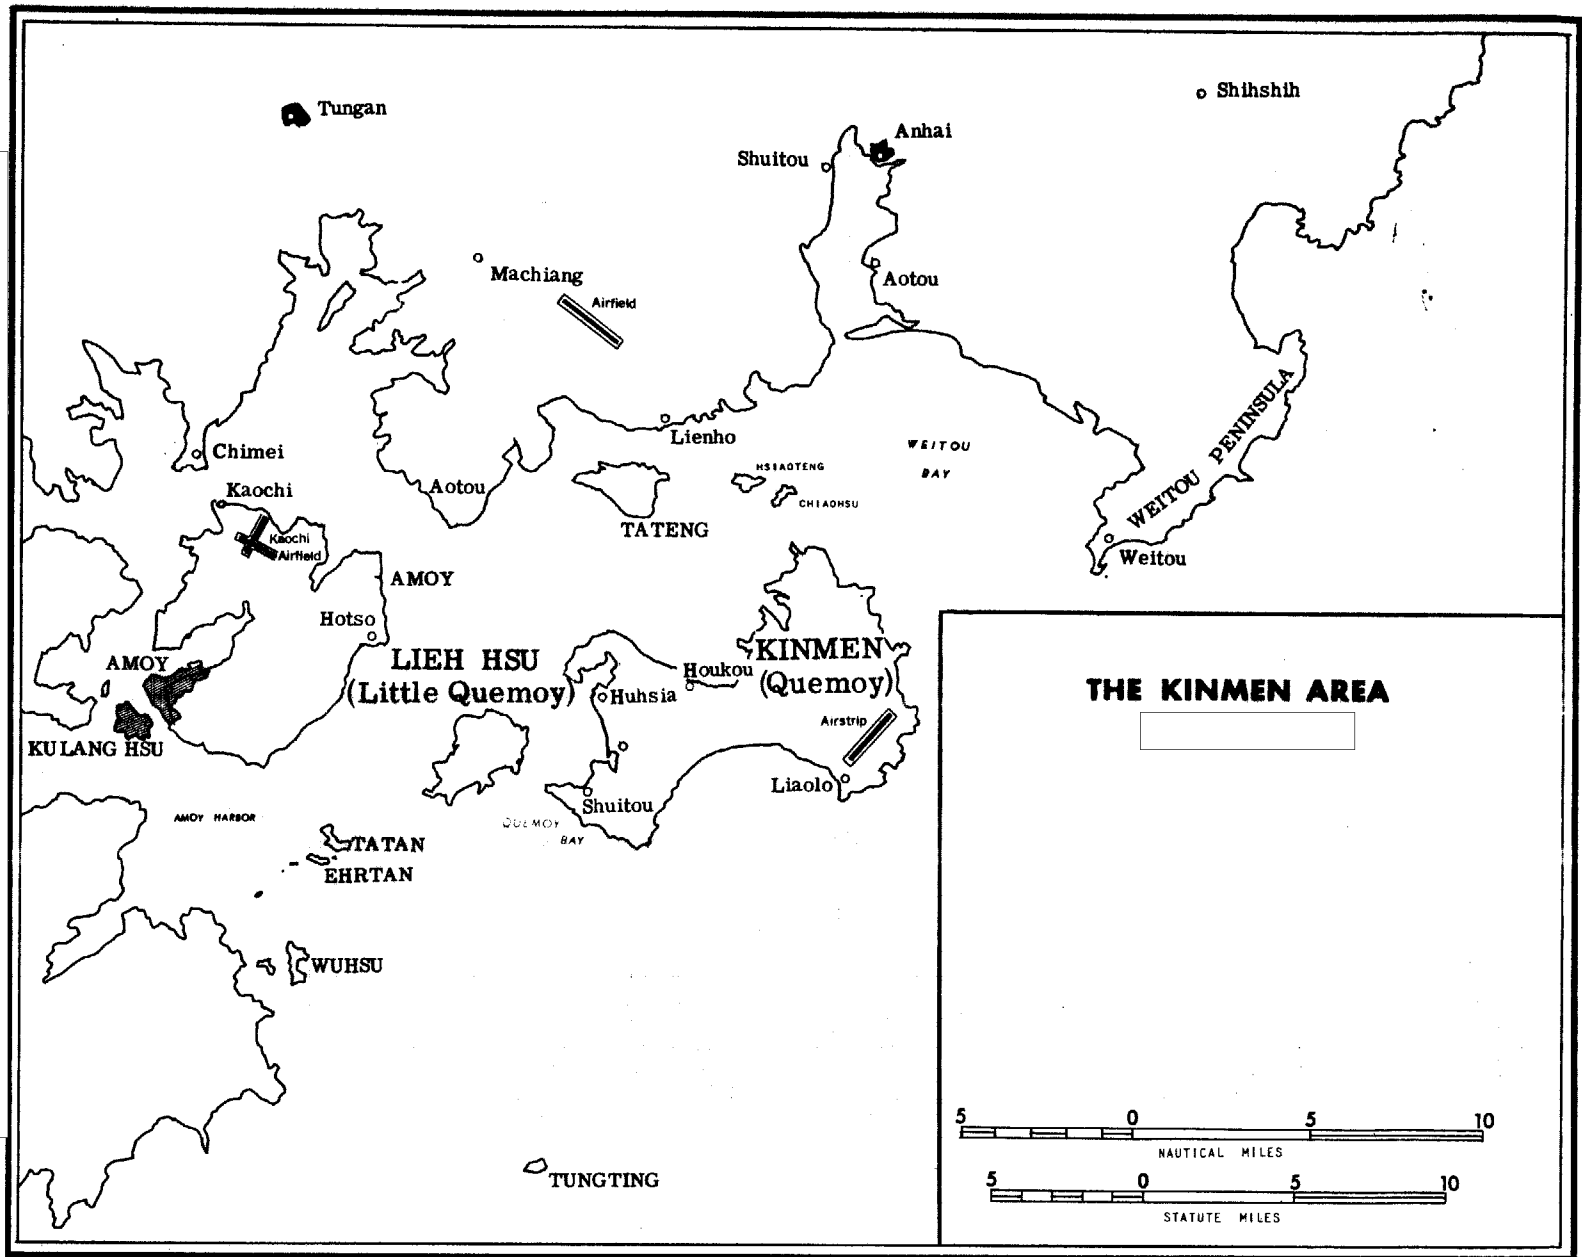 Tungan
Shihshih
Anhai
Shuitou
Machiang
Airfield
Aotou
Chimei
Lienho
WEITOU
BAY
WEITOU PENINSULA
HSIAOTENG
CHIAOHSU
Aotou
Kaochi
TATENG
Kaochi
Airfield
Weitou
AMOY
Hotso
AMOY
LIEH HSU
(Little Quemoy)
Houkou
KINMEN
(Quemoy)
Huhsia
Airstrip
KULANG HSU
Liaolo
Shuitou
AMOY HARBOR
QUEMOY
BAY
TATAN
EHRTAN
WUHSU
TUNGTING
THE KINMEN AREA
5 0 5 10
NAUTICAL MILES
5 0 5 10
STATUTE MILES